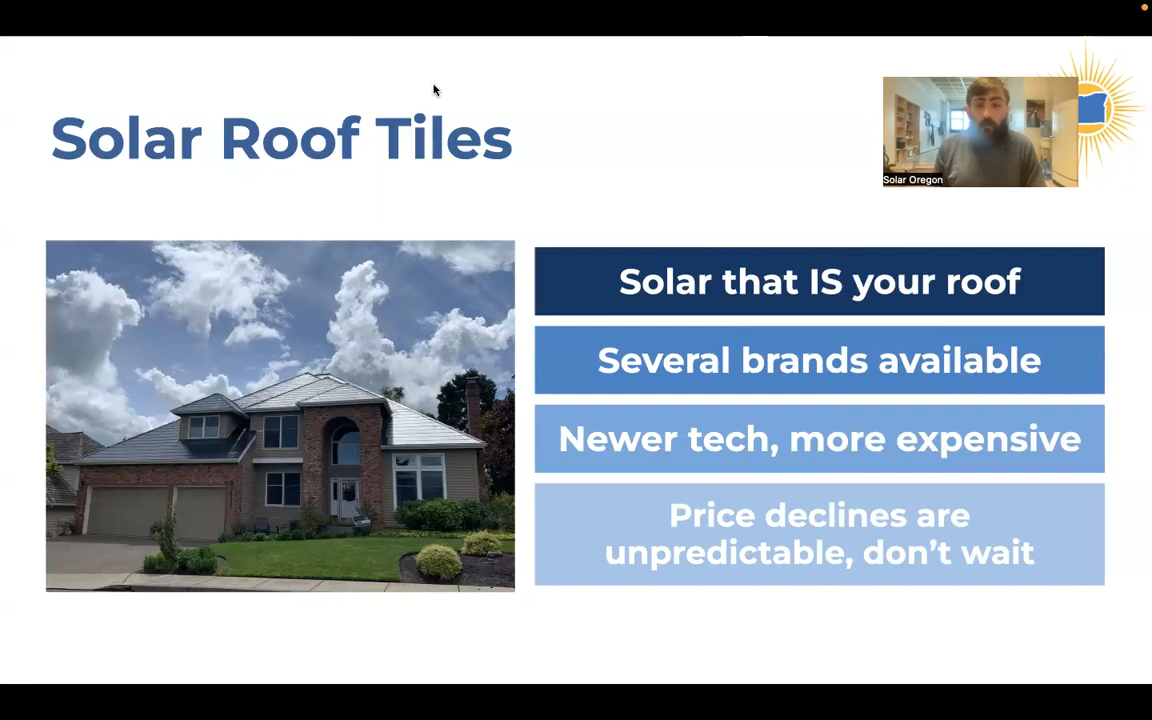 Solar Roof Tiles
Solar Oregon
Solar that IS your roof
Several brands available
Newer tech, more expensive
Price declines are
unpredictable, don’t wait